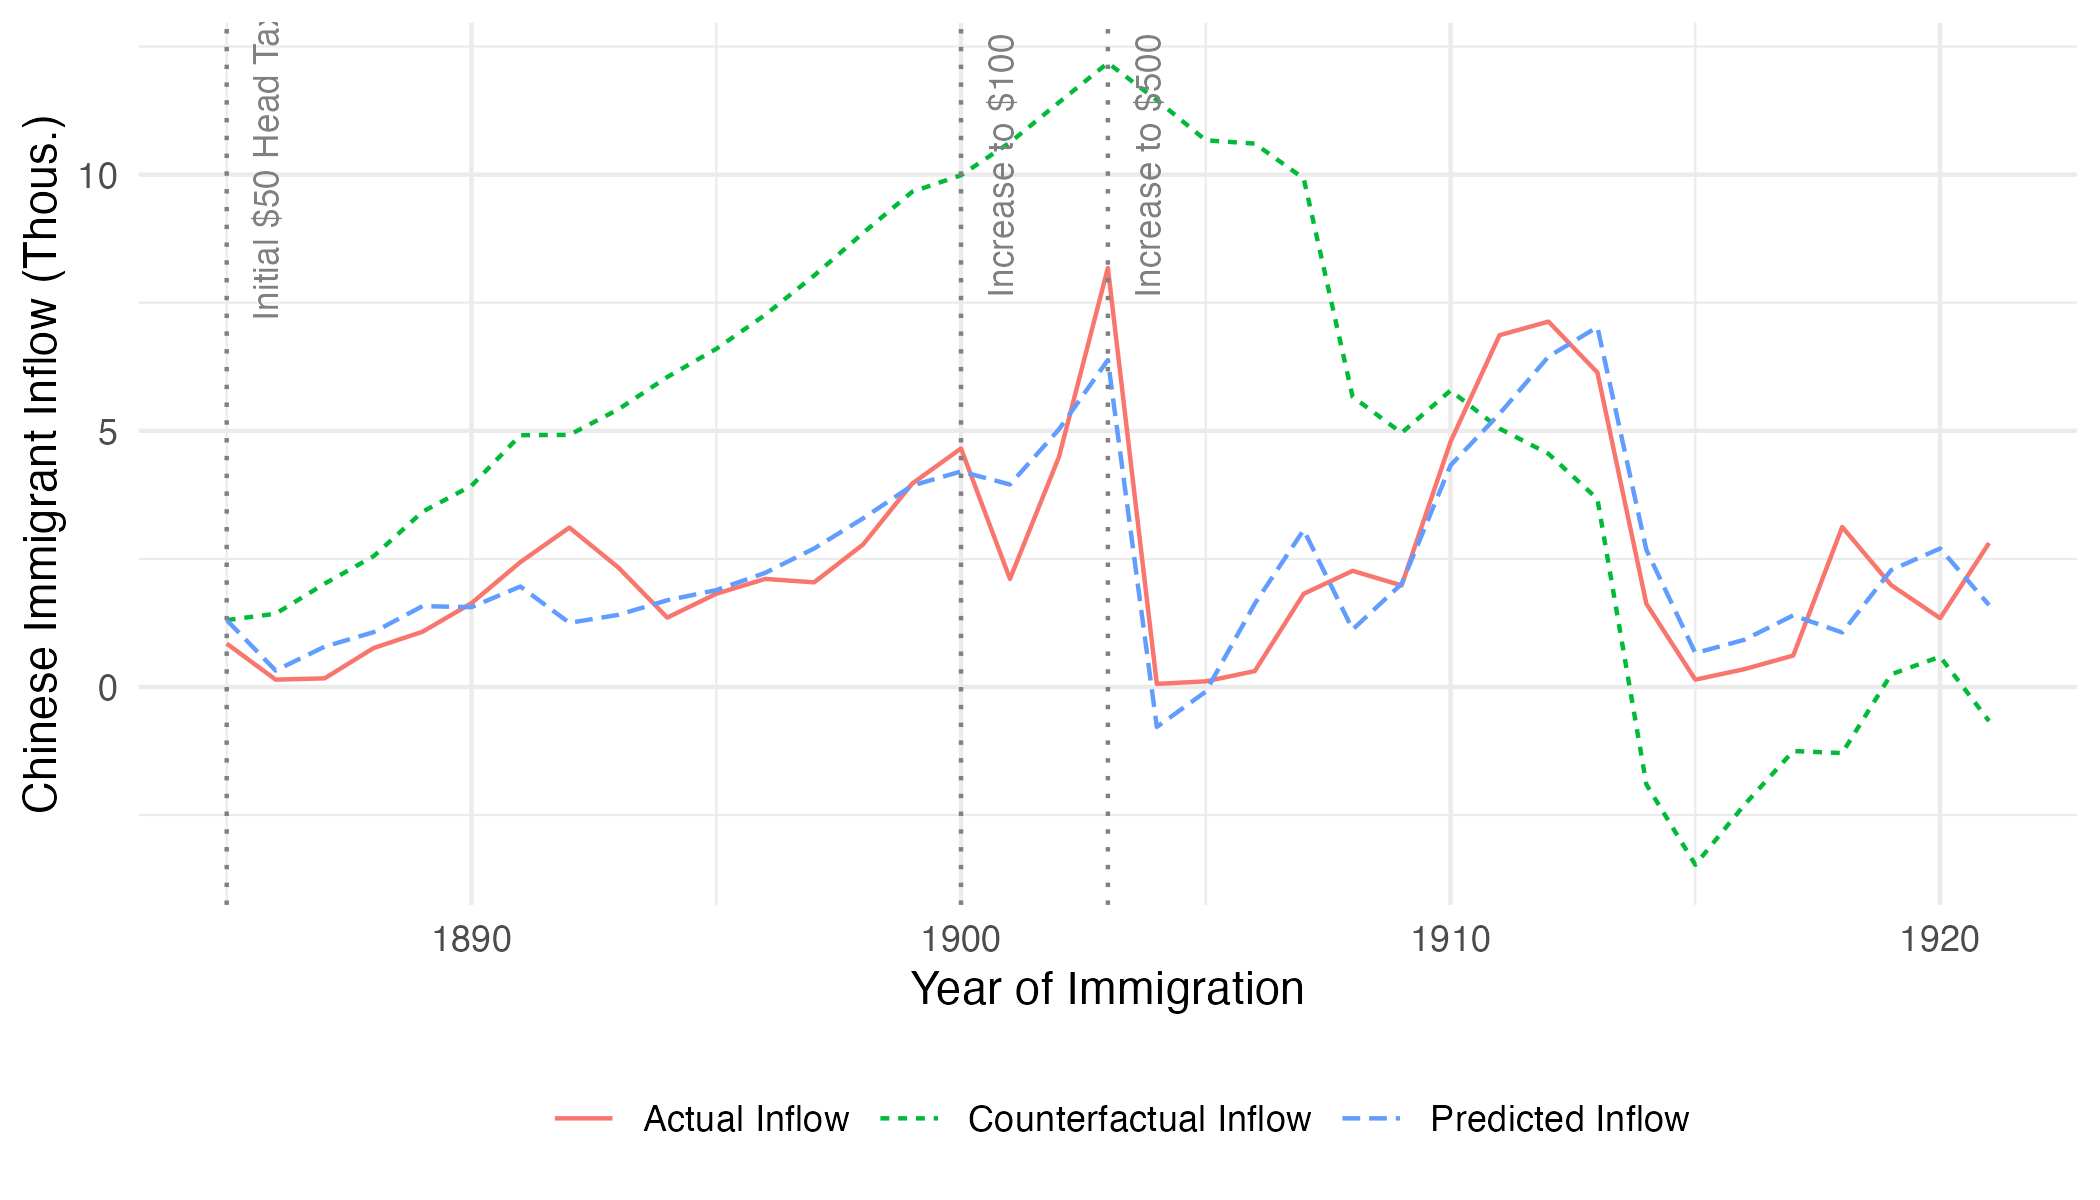 Initial $50 Head Tax
Increase to $100
Increase to $500
Chinese Immigrant Inflow (Thous.)
10
5
0
1890
1900
1910
1920
Year of Immigration
Actual Inflow
Counterfactual Inflow
Predicted Inflow